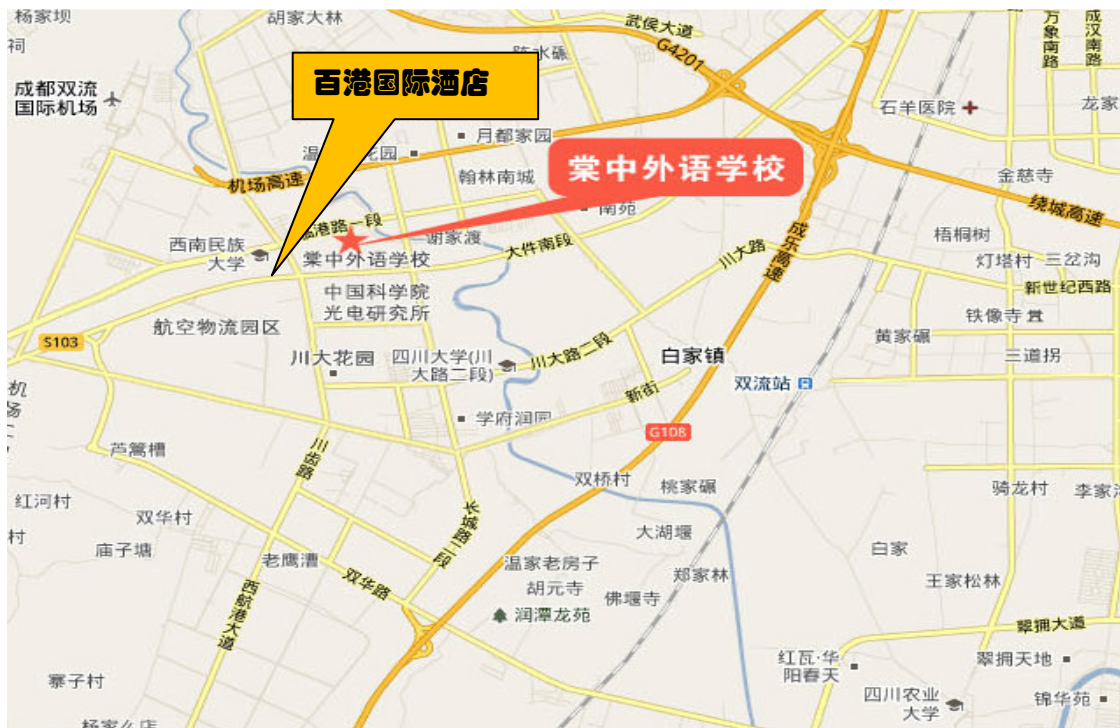 杨家坝
胡家大林
武侯大道
万象南路
成汉南路
祠
陈水碾
G4201
成都双流
国际机场
百港国际酒店
石羊医院
龙家
月都家园
棠中外语学校
机场高速
翰林南城
南苑
金慈寺
绕城高速
港路一段
谢家渡
大件南段
川大路
成乐高速
梧桐树
西南民族
大学
棠中外语学校
灯塔村
三岔沟
新世纪西路
中国科学院
光电研究所
航空物流园区
铁像寺
S103
黄家碾
川大花园
四川大学(川
大路二段)
川大路二段
白家镇
三道拐
双流站
新街
机
场
学府润园
G108
川齿路
芦篙槽
双桥村
桃家碾
骑龙村
李家
红河村
双华村
长城路二段
大湖堰
村
庙子塘
老鹰漕
双华路
温家老房子
郑家林
白家
王家松林
胡元寺
佛堰寺
西航港大道
润潭龙苑
翠拥大道
红瓦·华
阳春天
翠拥天地
寨子村
四川农业
大学
锦华苑
杨家么店